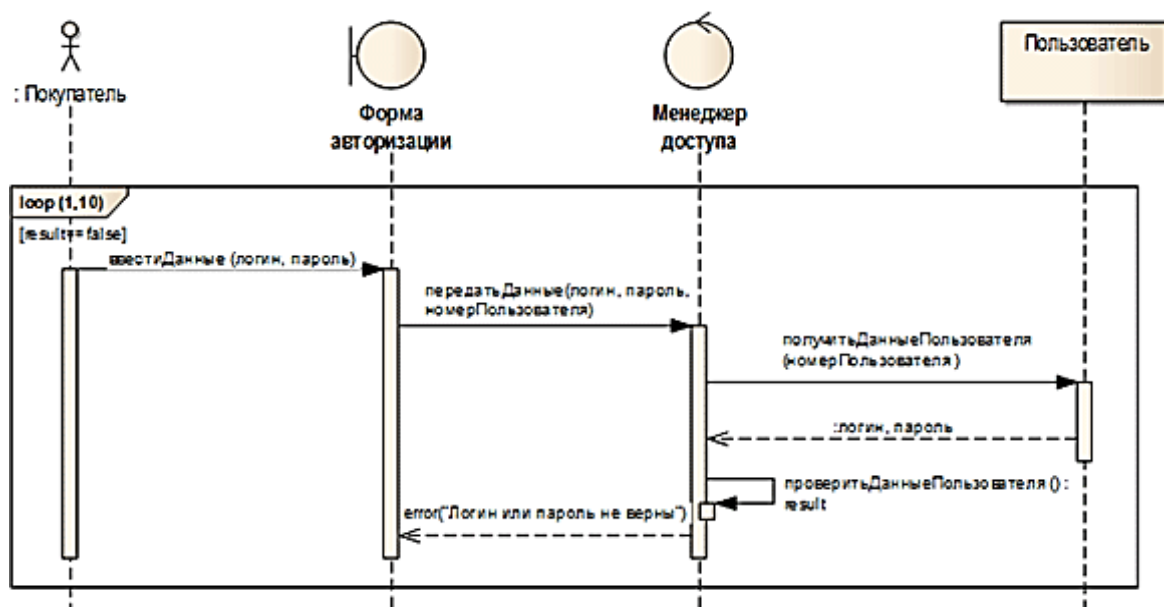 : Покупатель
Форма
авторизации
Менеджер
доступа
Пользователь
loop (1,10)
[result==false]
ввестиДанные (логин, пароль)
передатьДанные(логин, пароль,
номерПользователя)
получитьДанныеПользователя
(номерПользователя )
:логин, пароль
проверитьДанныеПользователя () :
result
error("Логин или пароль не верны")